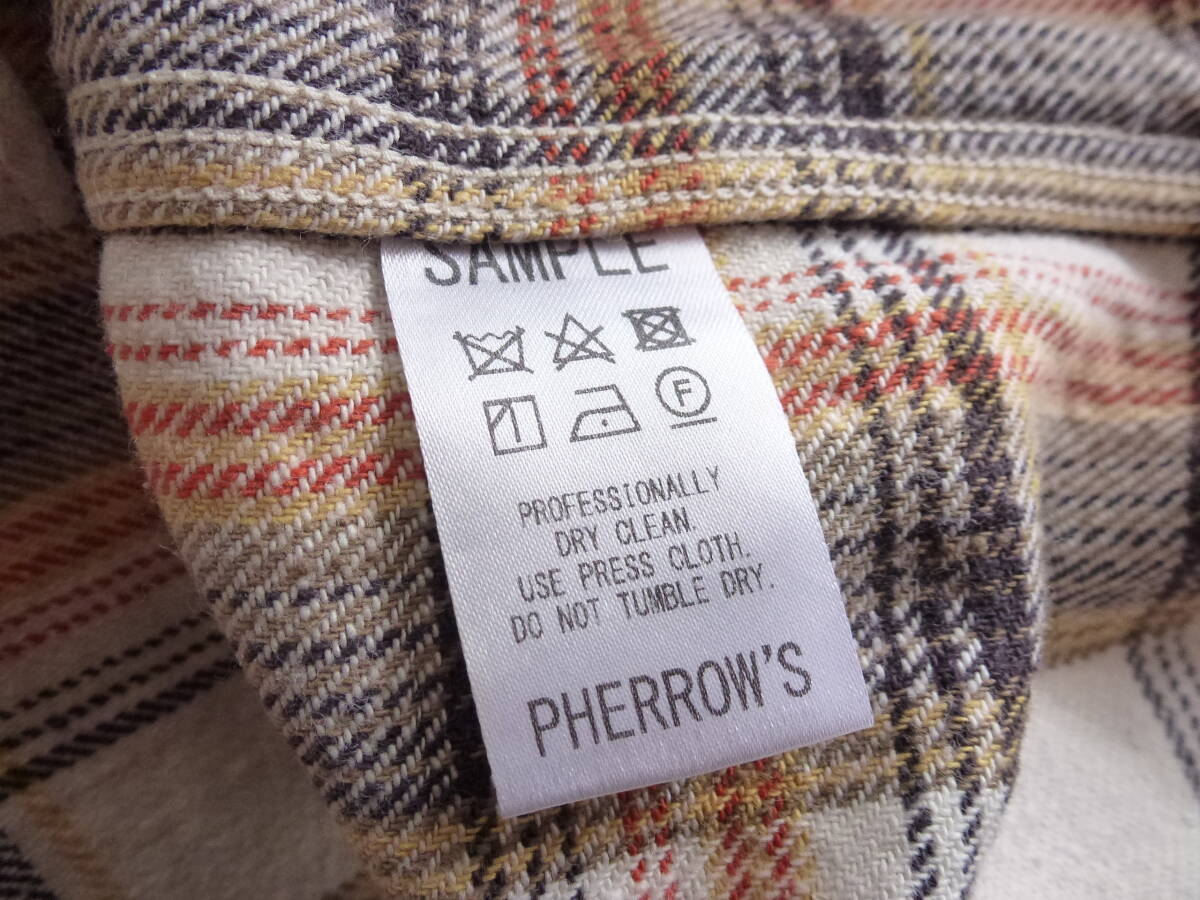 SAMPLE
F
PROFESSIONALLY
DRY CLEAN.
USE PRESS CLOTH.
DO NOT TUMBLE DRY.
PHERROW'S